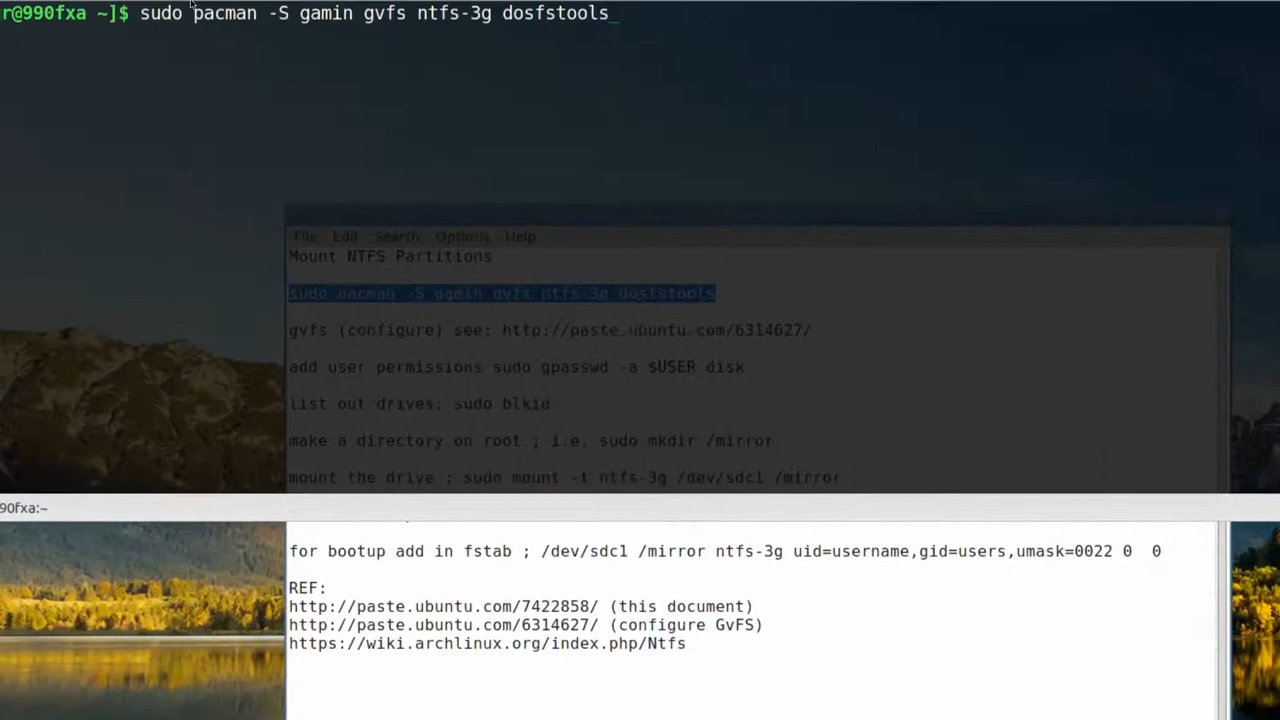 r@990fxa ~]$ sudo pacman -S gamin gvfs ntfs-3g dosfstools_
File Edit Search Options Help
Mount NTFS Partitions
sudo pacman -S gamin gvfs ntfs-3g dosfstools
gvfs (configure) see: http://paste.ubuntu.com/6314627/
add user permissions sudo gpasswd -a $USER disk
list out drives; sudo blkid
make a directory on root ; i.e. sudo mkdir /mirror
mount the drive ; sudo mount -t ntfs-3g /dev/sdc1 /mirror
90fxa:~
for bootup add in fstab ; /dev/sdc1 /mirror ntfs-3g uid=username,gid=users,umask=0022 0  0
REF:
http://paste.ubuntu.com/7422858/ (this document)
http://paste.ubuntu.com/6314627/ (configure GvFS)
https://wiki.archlinux.org/index.php/Ntfs